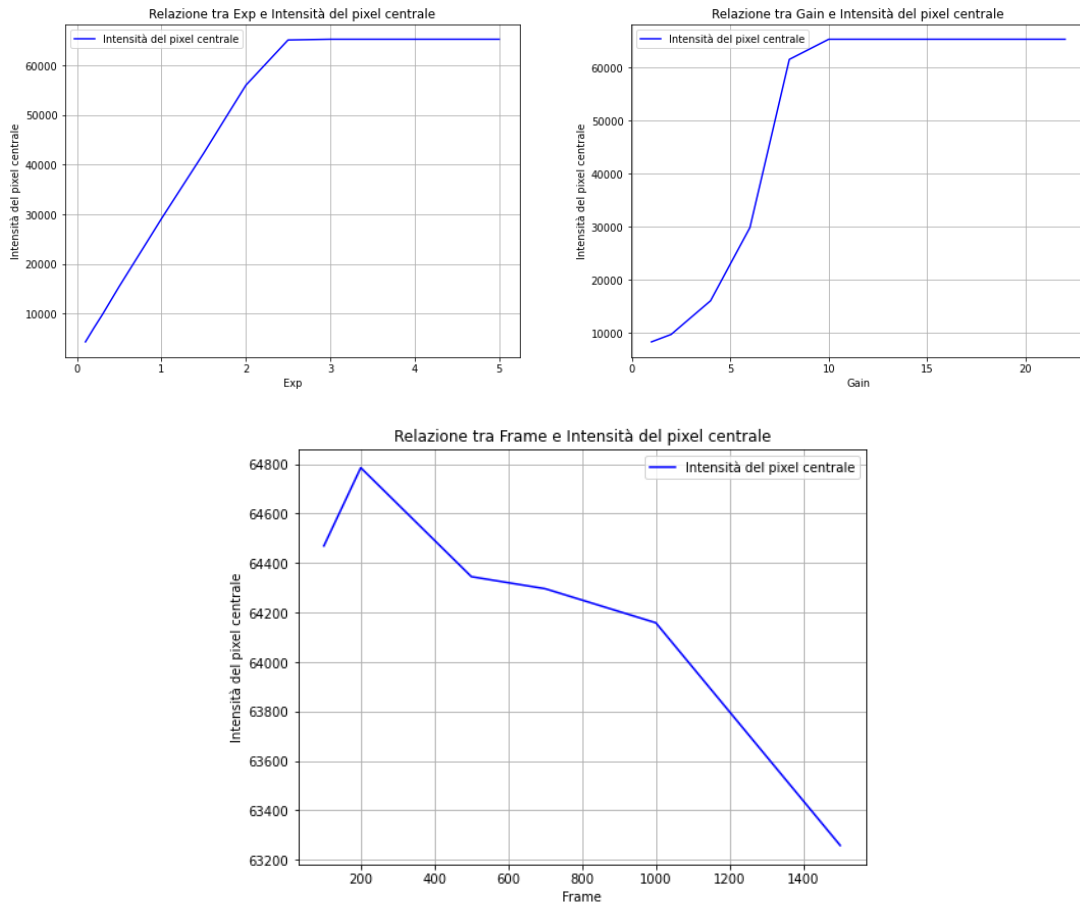 Relazione tra Exp e Intensità del pixel centrale
Intensità del pixel centrale
60000
50000
40000
30000
20000
10000
Intensità del pixel centrale
0 1 2 3 4 5
Exp
Relazione tra Gain e Intensità del pixel centrale
Intensità del pixel centrale
60000
50000
40000
30000
20000
10000
Intensità del pixel centrale
0 5 10 15 20
Gain
Relazione tra Frame e Intensità del pixel centrale
Intensità del pixel centrale
64800
64600
64400
64200
64000
63800
63600
63400
63200
Intensità del pixel centrale
200 400 600 800 1000 1200 1400
Frame